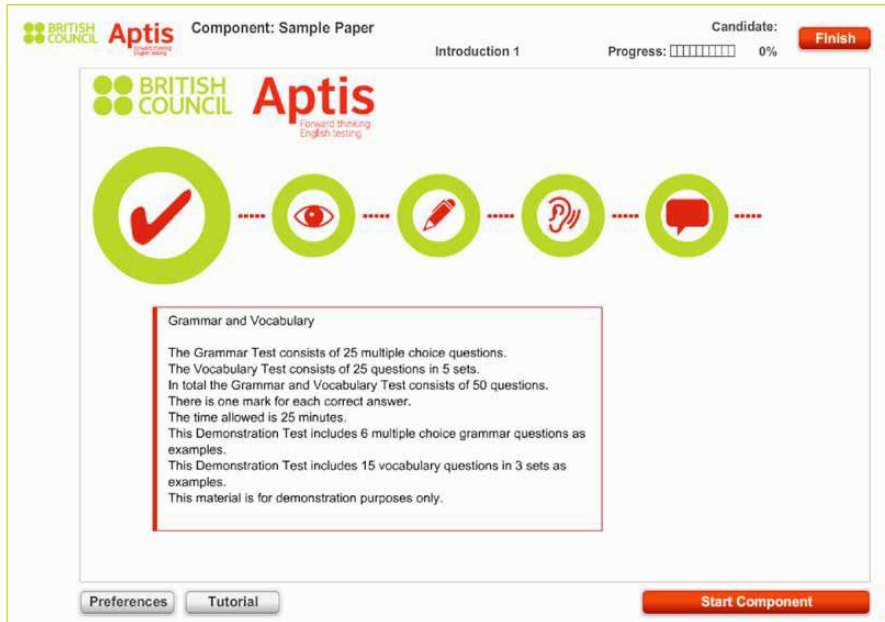 BRITISH
COUNCIL
Aptis
Forward thinking
English testing
Component: Sample Paper
Introduction 1
Candidate:
Progress: 0%
Finish
BRITISH
COUNCIL
Aptis
Forward thinking
English testing
Grammar and Vocabulary
The Grammar Test consists of 25 multiple choice questions.
The Vocabulary Test consists of 25 questions in 5 sets.
In total the Grammar and Vocabulary Test consists of 50 questions.
There is one mark for each correct answer.
The time allowed is 25 minutes.
This Demonstration Test includes 6 multiple choice grammar questions as
examples.
This Demonstration Test includes 15 vocabulary questions in 3 sets as
examples.
This material is for demonstration purposes only.
Preferences
Tutorial
Start Component